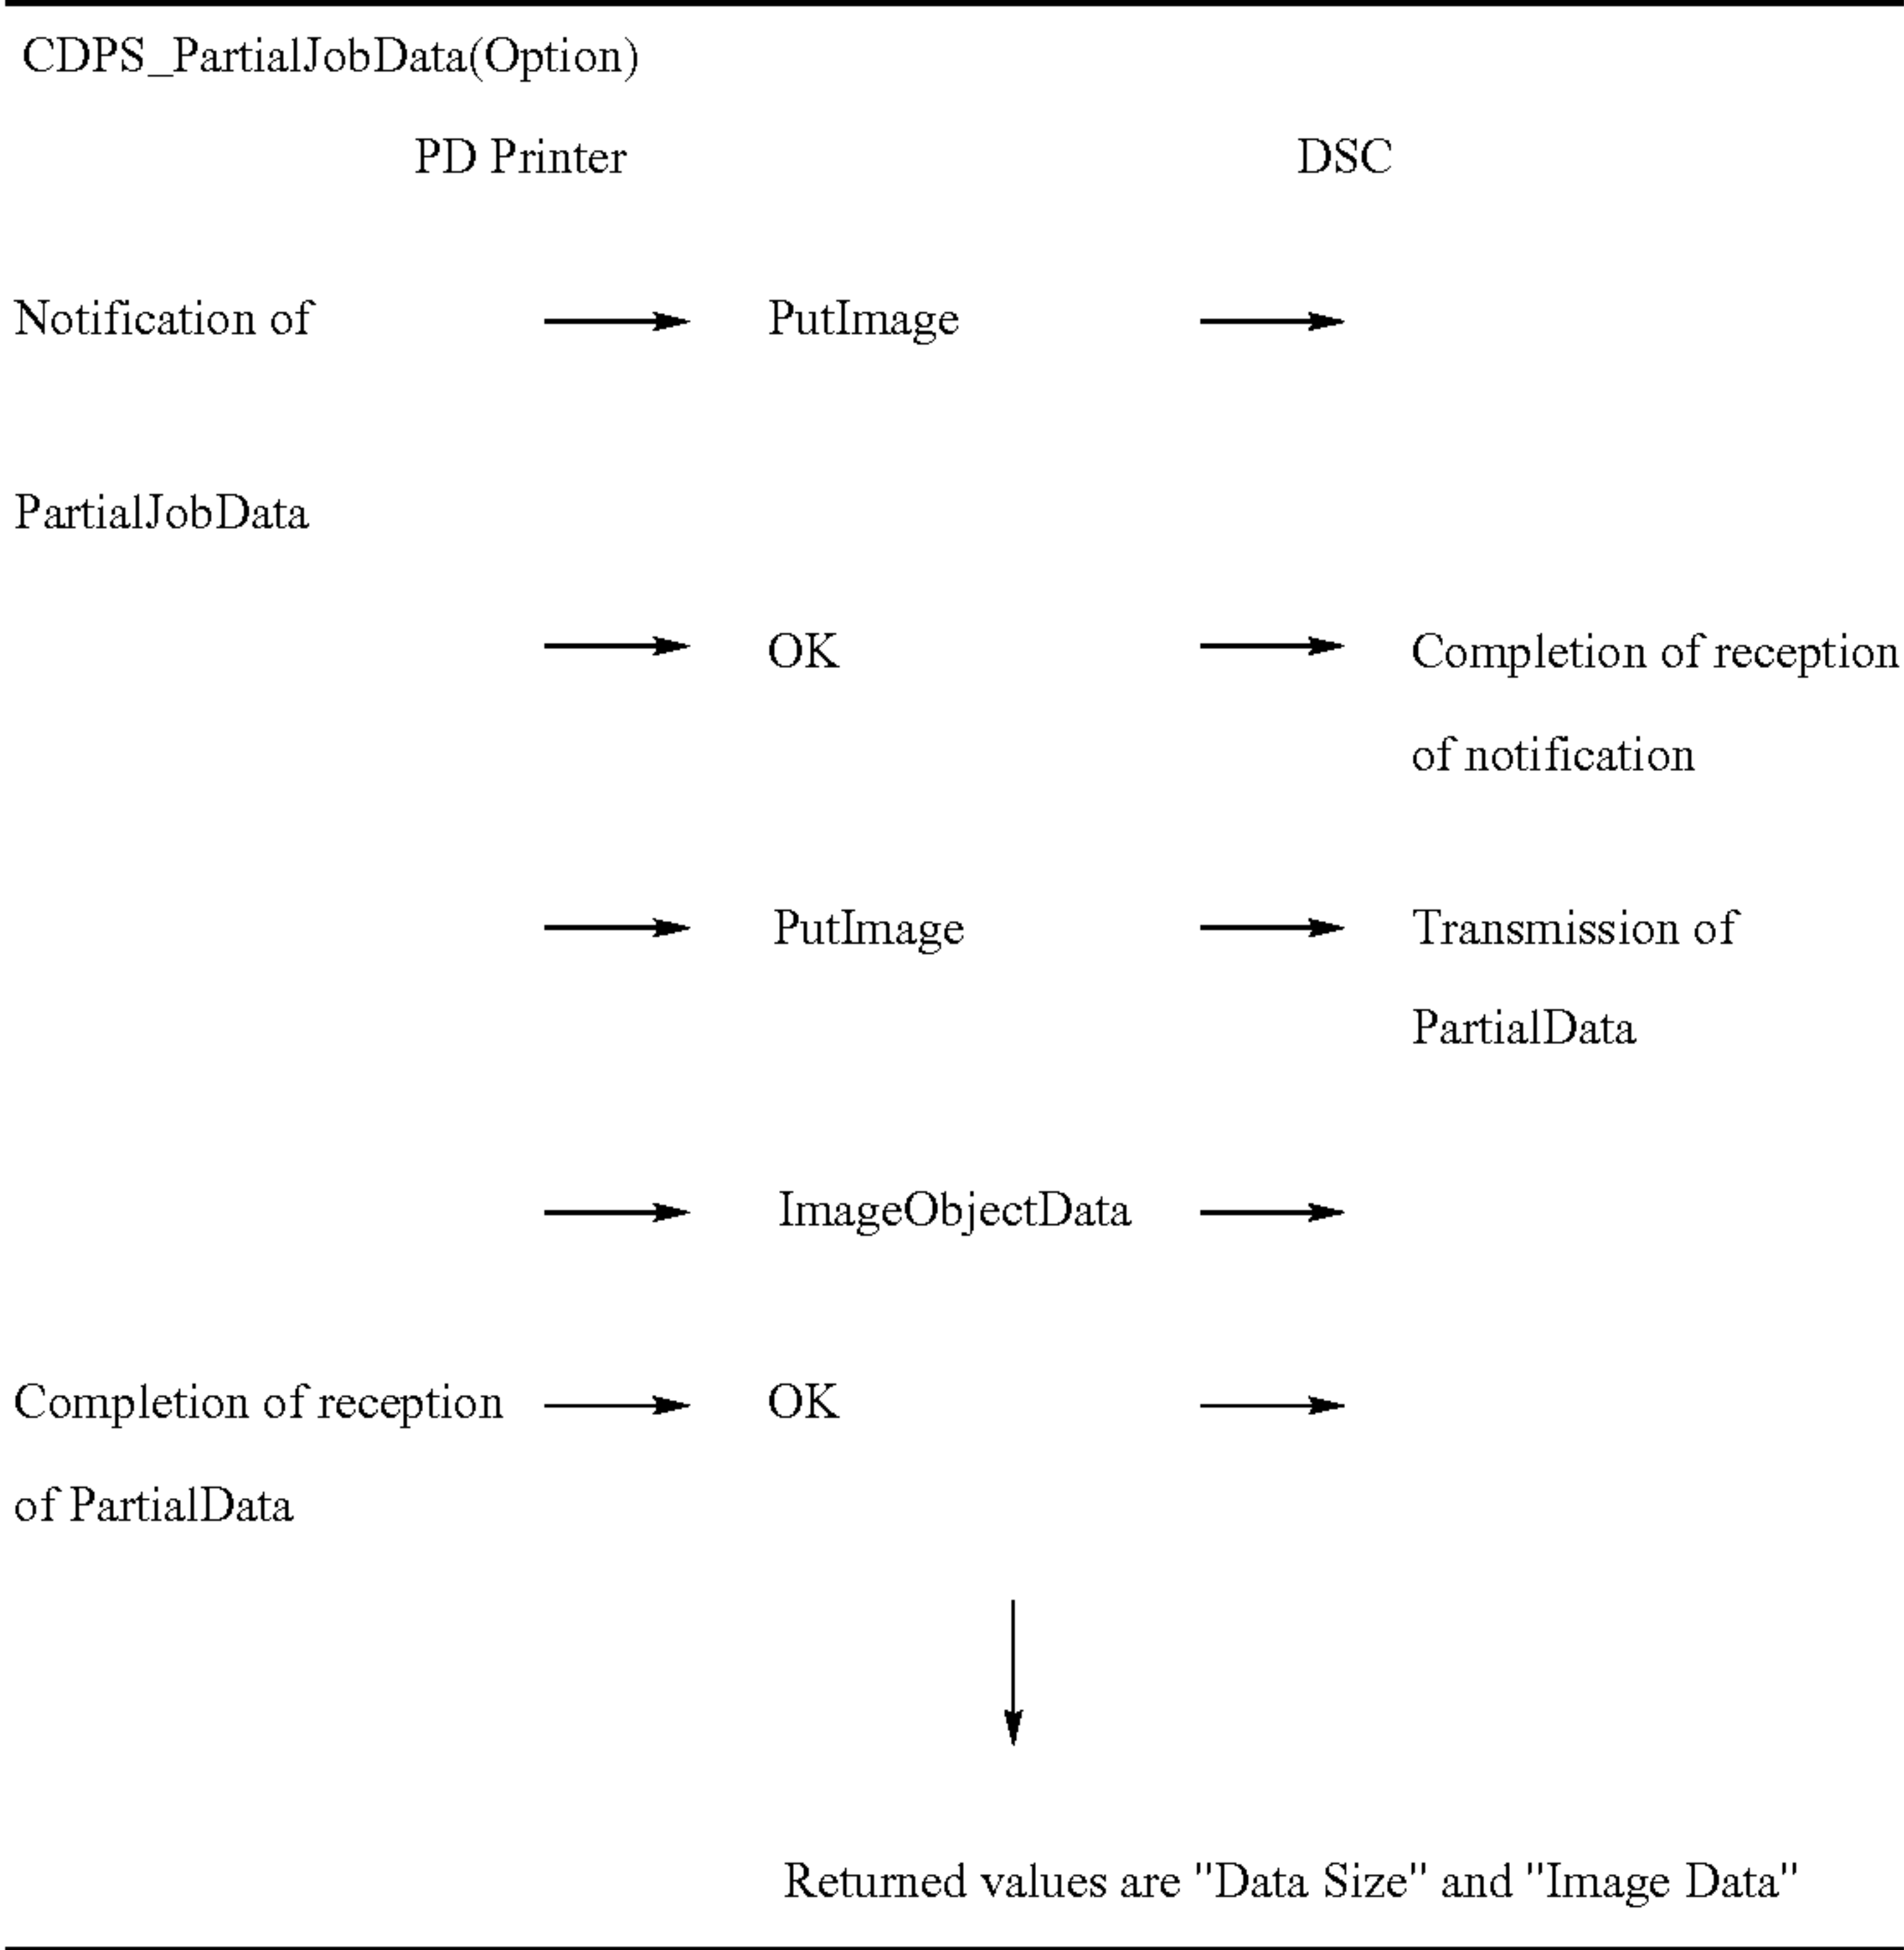 CDPS_PartialJobData(Option)
PD Printer DSC
Notification of PutImage
PartialJobData
OK Completion of reception
of notification
PutImage Transmission of
PartialData
ImageObjectData
Completion of reception OK
of PartialData
Returned values are "Data Size" and "Image Data"